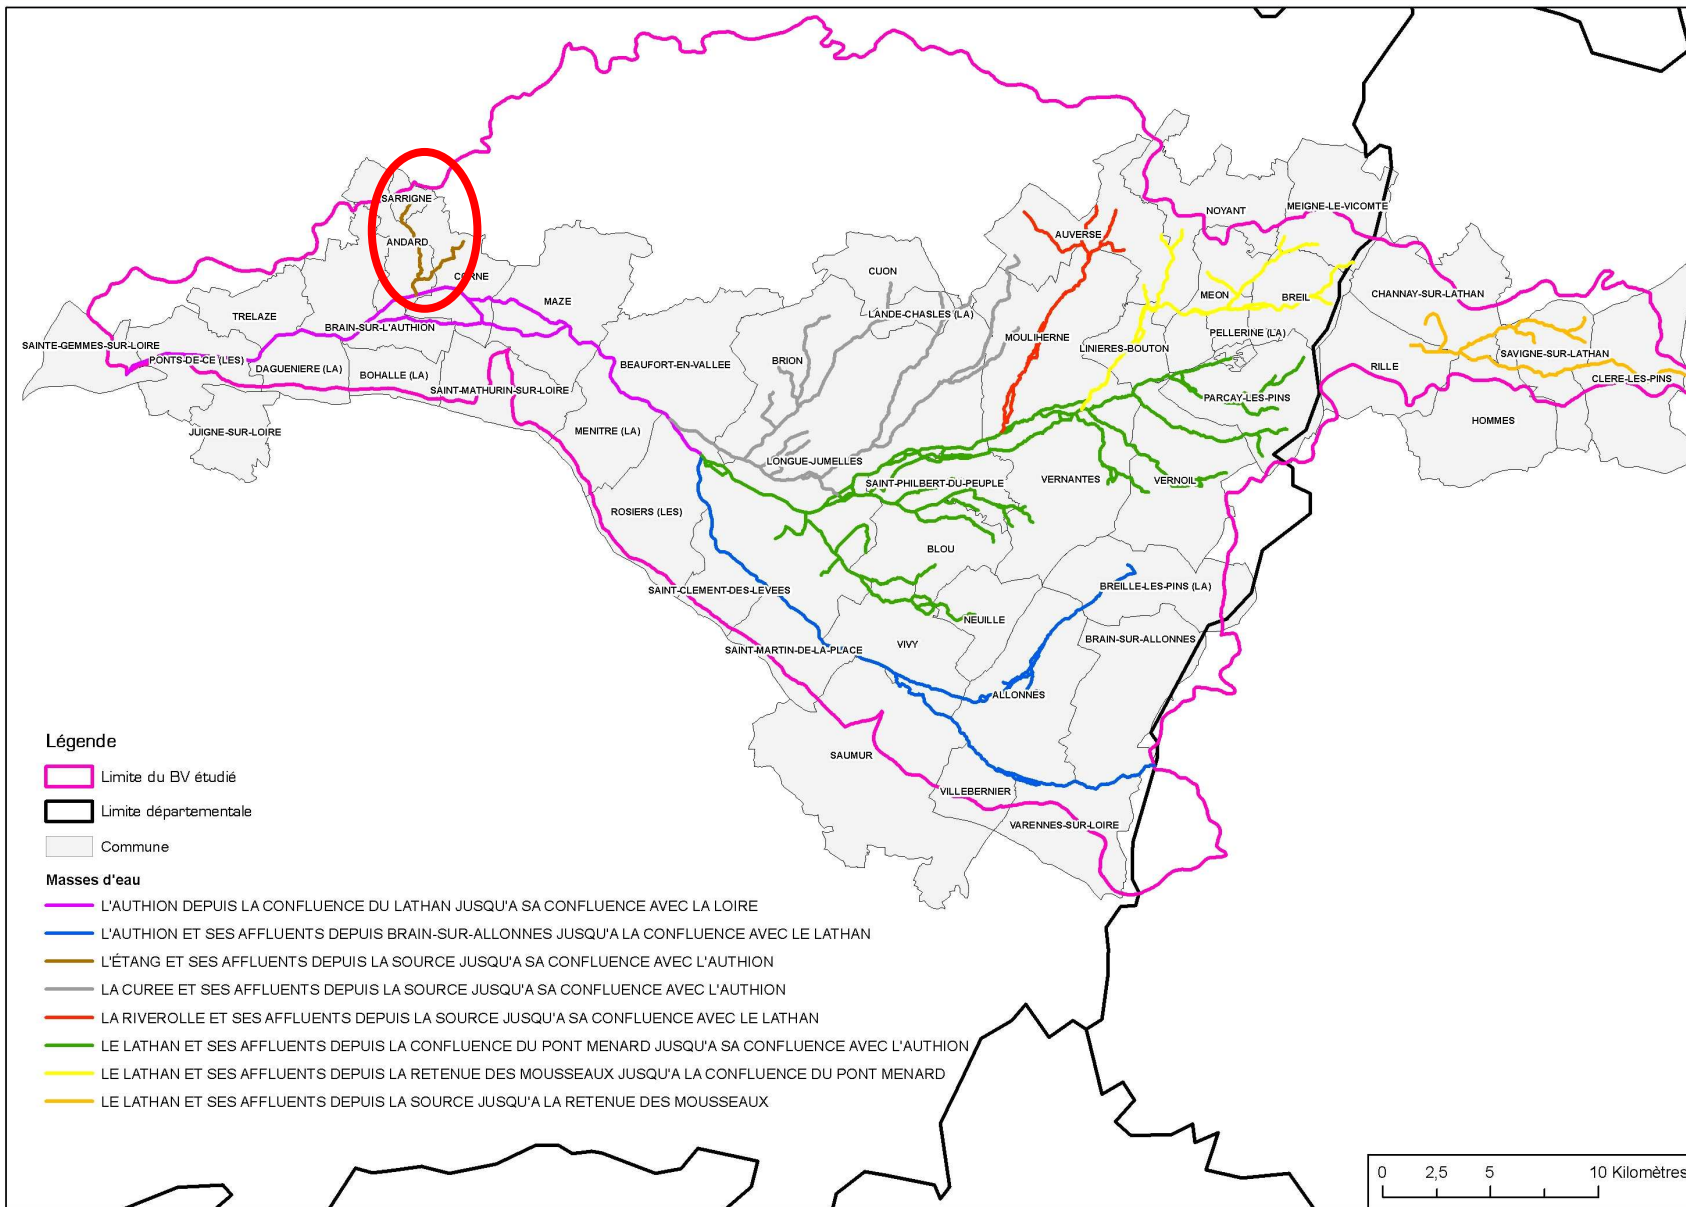 SARRIGNE
NOYANT
MEIGNE-LE-VICOMTE
ANDARD
AUVERSE
CORNE
CUON
MAZE
MEON
BREIL
CHANNAY-SUR-LATHAN
TRELAZE
BRAIN-SUR-L'AUTHION
LANDE-CHASLES (LA)
MOULIHERNE
PELLERINE (LA)
SAINTE-GEMMES-SUR-LOIRE
PONTS-DE-CE (LES)
DAGUENIERE (LA)
BOHALLE (LA)
SAINT-MATHURIN-SUR-LOIRE
BEAUFORT-EN-VALLEE
BRION
LINIERES-BOUTON
SAVIGNE-SUR-LATHAN
RILLE
CLERE-LES-PINS
PARCAY-LES-PINS
HOMMES
JUIGNE-SUR-LOIRE
MENITRE (LA)
LONGUE-JUMELLES
SAINT-PHILBERT-DU-PEUPLE
VERNANTES
VERNOIL
ROSIERS (LES)
BLOU
SAINT-CLEMENT-DES-LEVEES
BREILLE-LES-PINS (LA)
NEUILLE
SAINT-MARTIN-DE-LA-PLACE
VIVY
BRAIN-SUR-ALLONNES
ALLONNES
SAUMUR
VILLEBERNIER
VARENNES-SUR-LOIRE
Légende
Limite du BV étudié
Limite départementale
Commune
Masses d'eau
L'AUTHION DEPUIS LA CONFLUENCE DU LATHAN JUSQU'A SA CONFLUENCE AVEC LA LOIRE
L'AUTHION ET SES AFFLUENTS DEPUIS BRAIN-SUR-ALLONNES JUSQU'A LA CONFLUENCE AVEC LE LATHAN
L'ÉTANG ET SES AFFLUENTS DEPUIS LA SOURCE JUSQU'A SA CONFLUENCE AVEC L'AUTHION
LA CUREE ET SES AFFLUENTS DEPUIS LA SOURCE JUSQU'A SA CONFLUENCE AVEC L'AUTHION
LA RIVEROLLE ET SES AFFLUENTS DEPUIS LA SOURCE JUSQU'A SA CONFLUENCE AVEC LE LATHAN
LE LATHAN ET SES AFFLUENTS DEPUIS LA CONFLUENCE DU PONT MENARD JUSQU'A SA CONFLUENCE AVEC L'AUTHION
LE LATHAN ET SES AFFLUENTS DEPUIS LA RETENUE DES MOUSSEAUX JUSQU'A LA CONFLUENCE DU PONT MENARD
LE LATHAN ET SES AFFLUENTS DEPUIS LA SOURCE JUSQU'A LA RETENUE DES MOUSSEAUX
0 2,5 5 10 Kilomètres